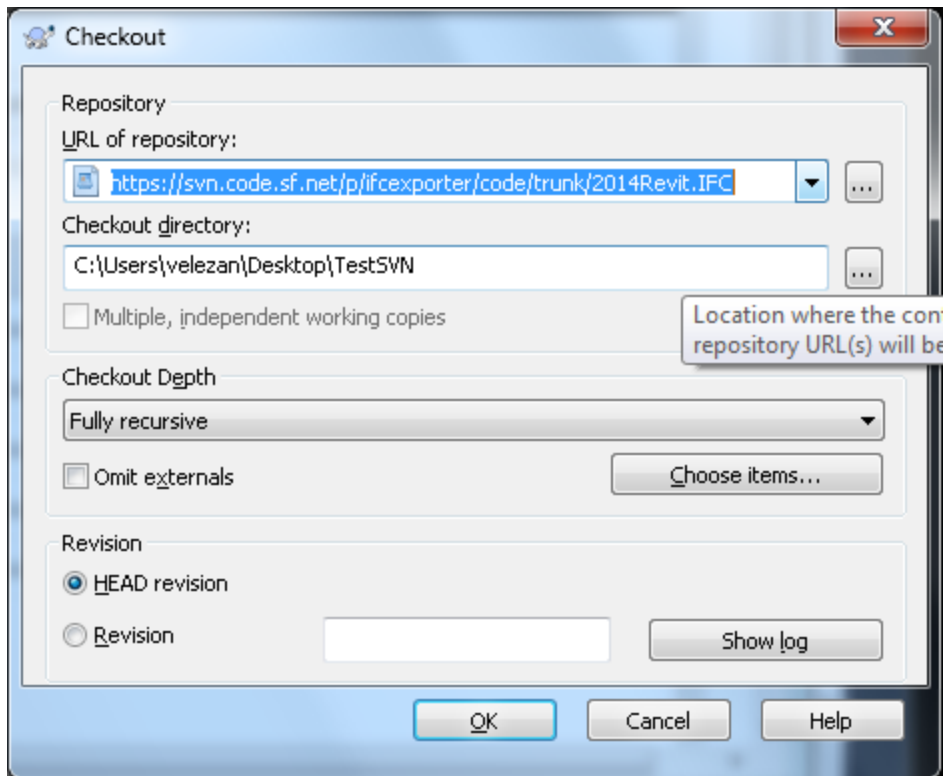 Checkout
Repository
URL of repository:
https://svn.code.sf.net/p/ifcexporter/code/trunk/2014Revit.IFC
...
Checkout directory:
C:\Users\velezan\Desktop\TestSVN
...
Multiple, independent working copies
Location where the con
repository URL(s) will be
Checkout Depth
Fully recursive
Omit externals
Choose items...
Revision
HEAD revision
Revision
Show log
OK
Cancel
Help